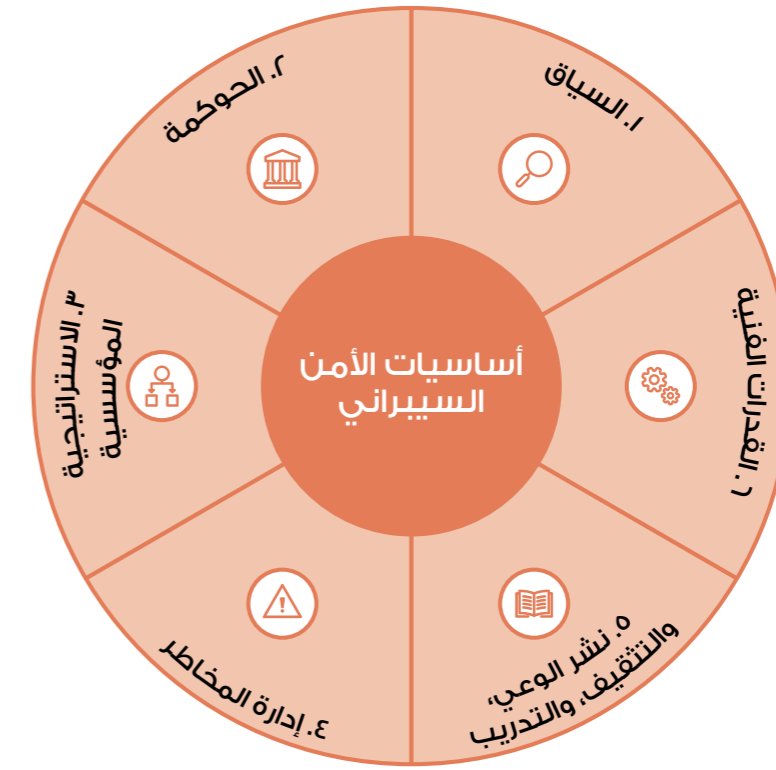 أساسيات الأمن
السيبراني
١. السياق
٢. الحوكمة
٣. الاستراتيجية
المؤسسية
٤. إدارة المخاطر
٥. نشر الوعي،
والتثقيف، والتدريب
٦. القدرات الفنية